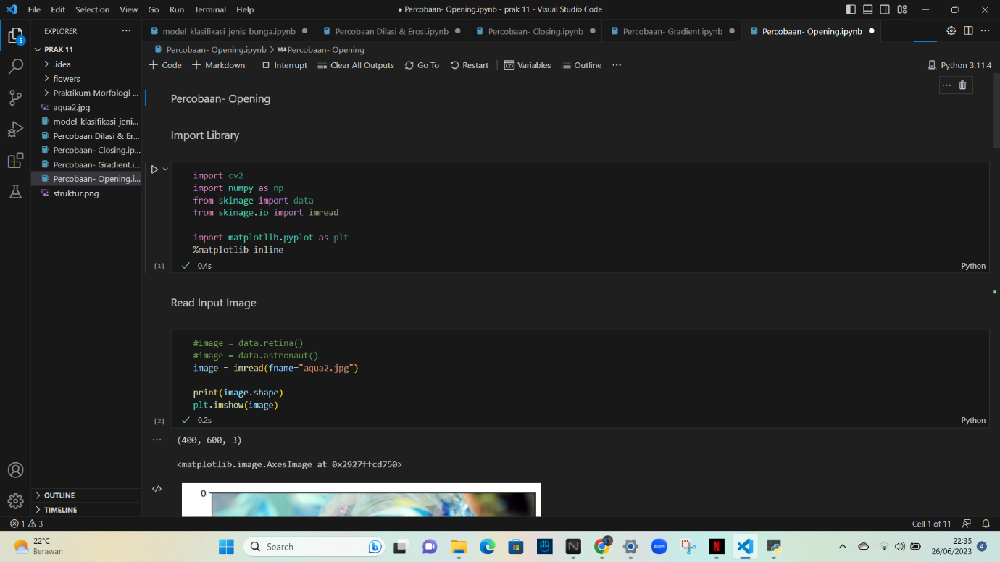 File Edit Selection View Go Run Terminal Help
● Percobaan- Opening.ipynb - prak 11 - Visual Studio Code
EXPLORER
5
PRAK 11
.idea
flowers
Praktikum Morfologi ...
aqua2.jpg
model_klasifikasi_jeni...
Percobaan Dilasi & Er...
Percobaan- Closing.ip...
Percobaan- Gradient.i...
Percobaan- Opening.i...
struktur.png
OUTLINE
TIMELINE
model_klasifikasi_jenis_bunga.ipynb
Percobaan Dilasi & Erosi.ipynb
Percobaan- Closing.ipynb
Percobaan- Gradient.ipynb
Percobaan- Opening.ipynb
Percobaan- Opening.ipynb > M↓Percobaan- Opening
+ Code + Markdown Interrupt Clear All Outputs Go To Restart Variables Outline ...
Python 3.11.4
Percobaan- Opening
Import Library
import cv2
import numpy as np
from skimage import data
from skimage.io import imread
import matplotlib.pyplot as plt
%matplotlib inline
[1] 0.4s Python
Read Input Image
#image = data.retina()
#image = data.astronaut()
image = imread(fname="aqua2.jpg")
print(image.shape)
plt.imshow(image)
[2] 0.2s Python
(400, 600, 3)
<matplotlib.image.AxesImage at 0x2927ffcd750>
0
1 3
Cell 1 of 11
22°C
Berawan
Search
zoom
22:35
26/06/2023
4